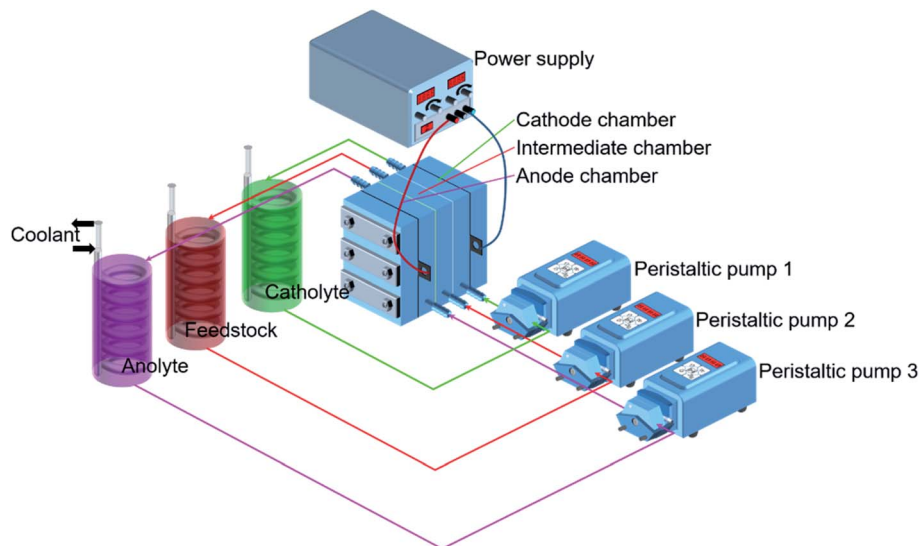 Power supply
Cathode chamber
Intermediate chamber
Anode chamber
Coolant
Catholyte
Feedstock
Anolyte
Peristaltic pump 1
Peristaltic pump 2
Peristaltic pump 3